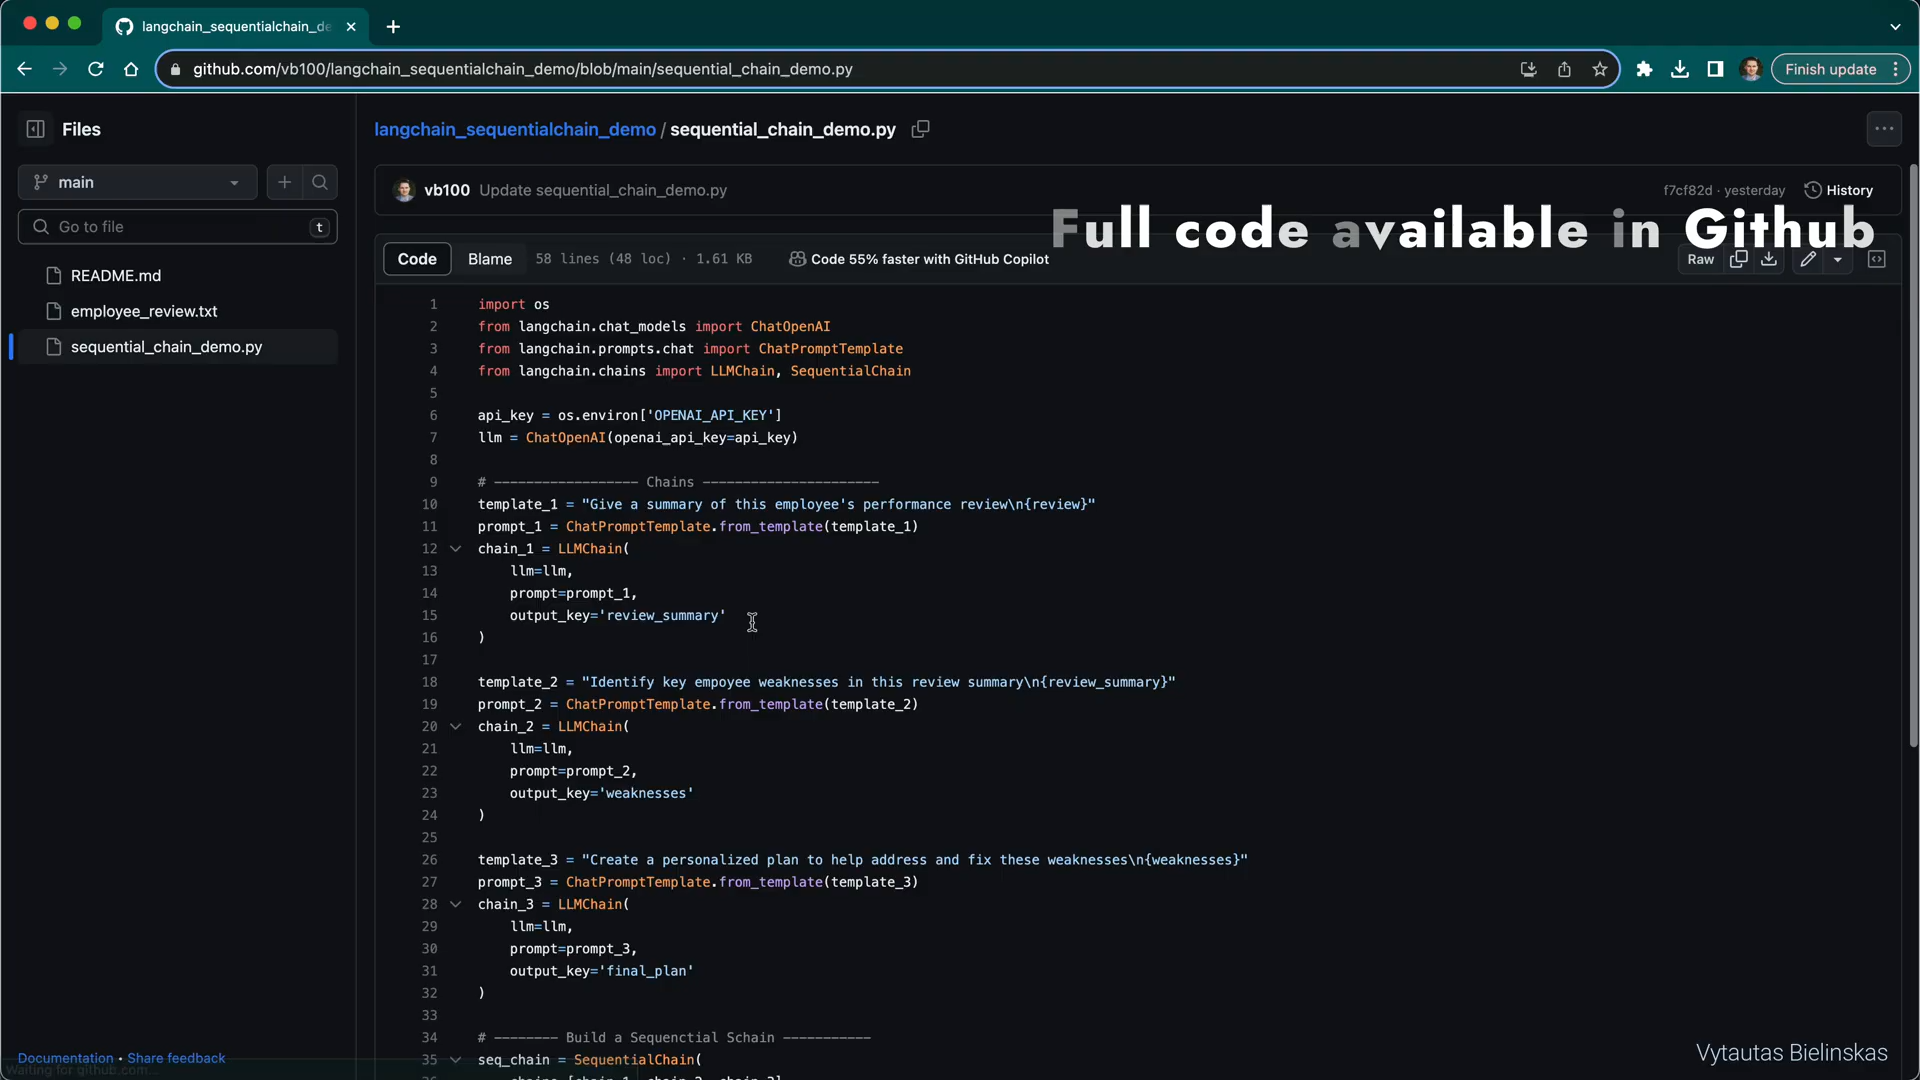 langchain_sequentialchain_de
github.com/vb100/langchain_sequentialchain_demo/blob/main/sequential_chain_demo.py
Finish update
Files
langchain_sequentialchain_demo / sequential_chain_demo.py
main
vb100 Update sequential_chain_demo.py
f7cf82d · yesterday
History
Go to file
t
Full code available in Github
Code
Blame
58 lines (48 loc) · 1.61 KB
Code 55% faster with GitHub Copilot
Raw
README.md
employee_review.txt
sequential_chain_demo.py
1 import os
2 from langchain.chat_models import ChatOpenAI
3 from langchain.prompts.chat import ChatPromptTemplate
4 from langchain.chains import LLMChain, SequentialChain
5
6 api_key = os.environ['OPENAI_API_KEY']
7 llm = ChatOpenAI(openai_api_key=api_key)
8
9 # ------------------ Chains ----------------------
10 template_1 = "Give a summary of this employee's performance review\n{review}"
11 prompt_1 = ChatPromptTemplate.from_template(template_1)
12 chain_1 = LLMChain(
13 llm=llm,
14 prompt=prompt_1,
15 output_key='review_summary'
16 )
17
18 template_2 = "Identify key empoyee weaknesses in this review summary\n{review_summary}"
19 prompt_2 = ChatPromptTemplate.from_template(template_2)
20 chain_2 = LLMChain(
21 llm=llm,
22 prompt=prompt_2,
23 output_key='weaknesses'
24 )
25
26 template_3 = "Create a personalized plan to help address and fix these weaknesses\n{weaknesses}"
27 prompt_3 = ChatPromptTemplate.from_template(template_3)
28 chain_3 = LLMChain(
29 llm=llm,
30 prompt=prompt_3,
31 output_key='final_plan'
32 )
33
34 # -------- Build a Sequenctial Schain -----------
35 seq_chain = SequentialChain(
Documentation • Share feedback
Waiting for github.com...
Vytautas Bielinskas